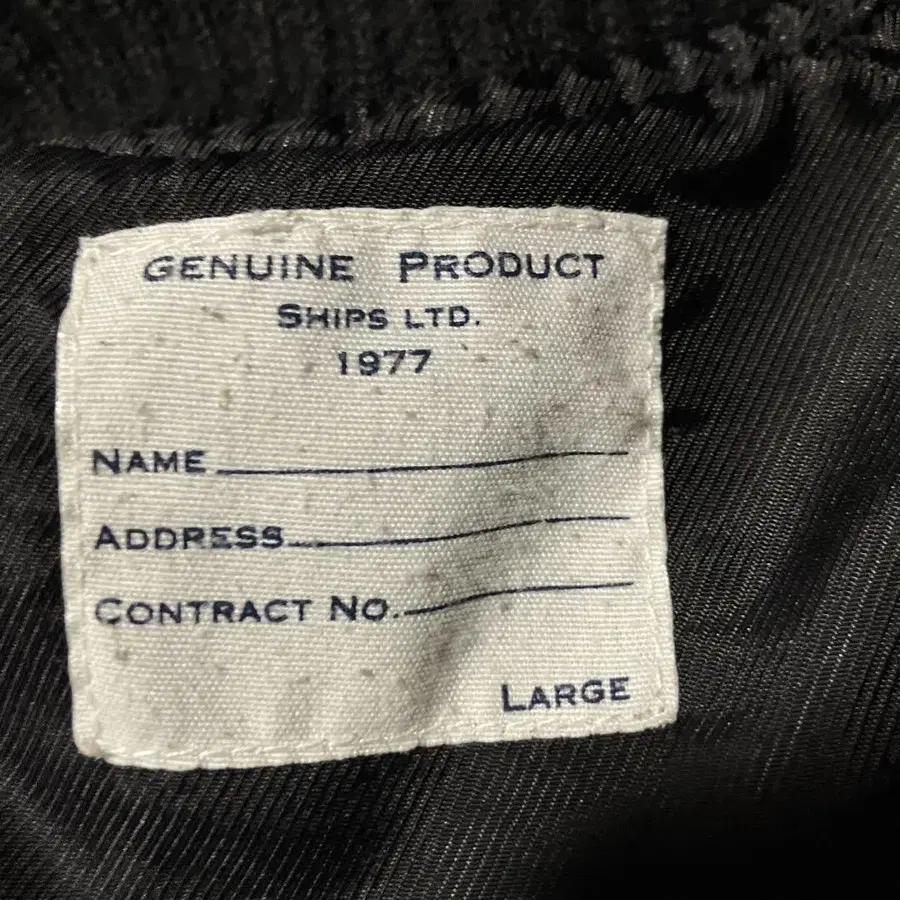 GENUINE PRODUCT
SHIPS LTD.
1977
NAME
ADDRESS
CONTRACT NO.
LARGE